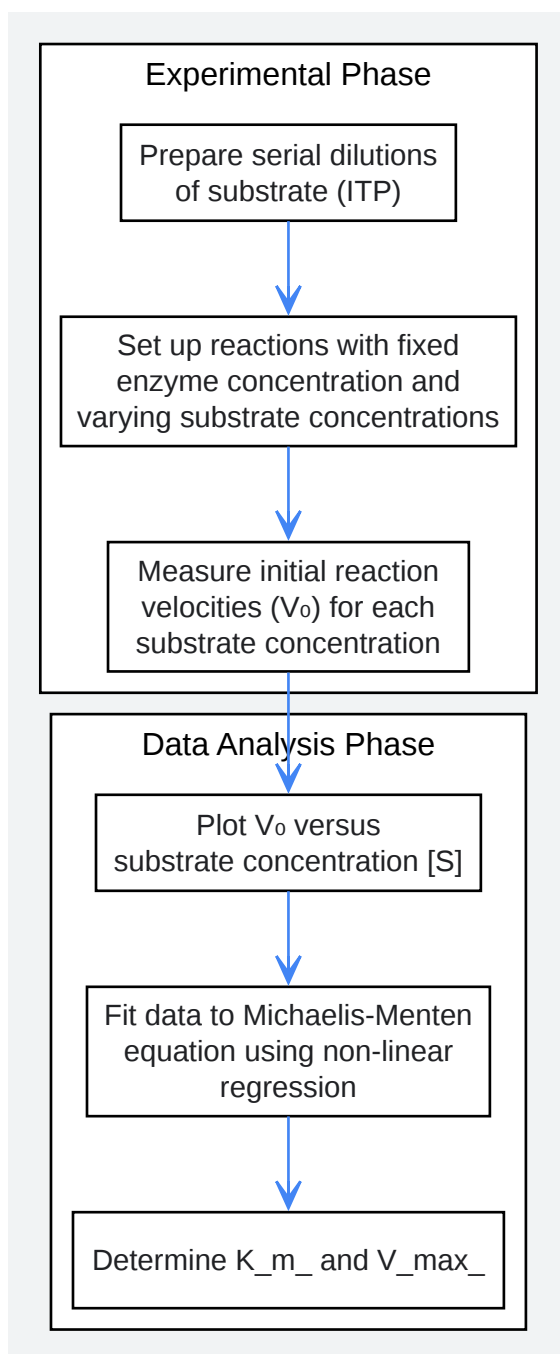 Experimental Phase
Prepare serial dilutions
of substrate (ITP)
Set up reactions with fixed
enzyme concentration and
varying substrate concentrations
Measure initial reaction
velocities (V₀) for each
substrate concentration
Data Analysis Phase
Plot V₀ versus
substrate concentration [S]
Fit data to Michaelis-Menten
equation using non-linear
regression
Determine K_m_ and V_max_